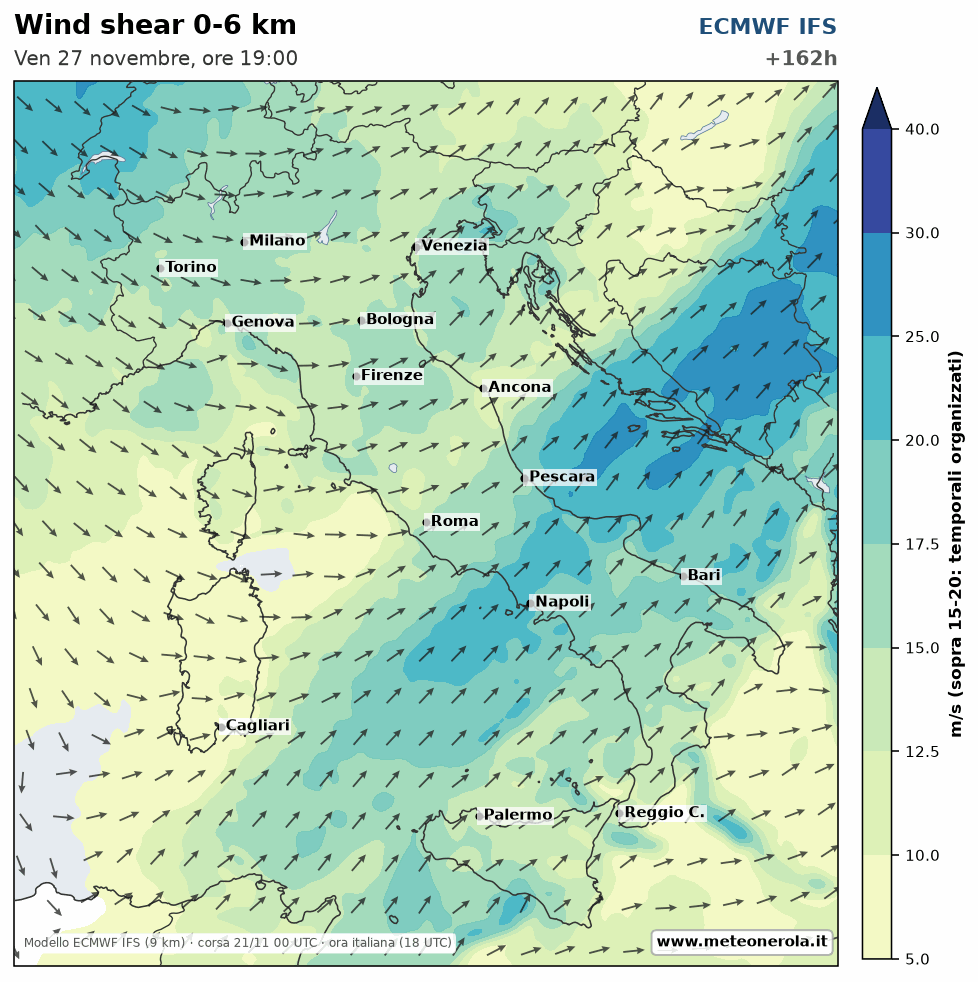 Wind shear 0-6 km
ECMWF IFS
Ven 27 novembre, ore 19:00
+162h
Milano
Venezia
Torino
Genova
Bologna
Firenze
Ancona
Pescara
Roma
Bari
Napoli
Cagliari
Palermo
Reggio C.
Modello ECMWF IFS (9 km) · corsa 21/11 00 UTC · ora italiana (18 UTC)
www.meteonerola.it
40.0
30.0
25.0
20.0
17.5
15.0
12.5
10.0
5.0
m/s (sopra 15-20: temporali organizzati)